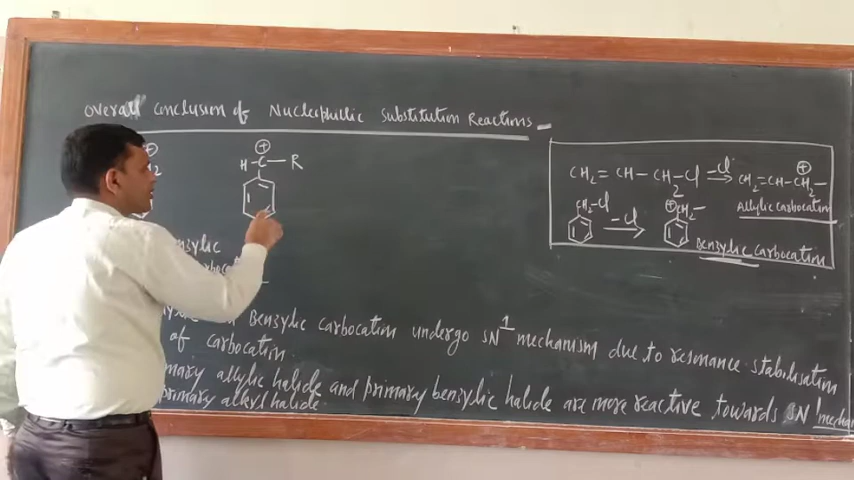 overall conclusion of Nucleophilic Substitution Reactions
⊕
H-C-R
CH₂=CH-CH₂-Cl -Cl→ CH₂=CH-CH₂
⊕
Allylic carbocation
CH₂-Cl -Cl→ ⊕CH₂-
Benzylic carbocation
Benzylic carbocation undergo SN1 mechanism due to resonance stabilisation
of carbocation.
allylic halide and primary benzylic halide are more reactive towards SN1
primary alkyl halide.